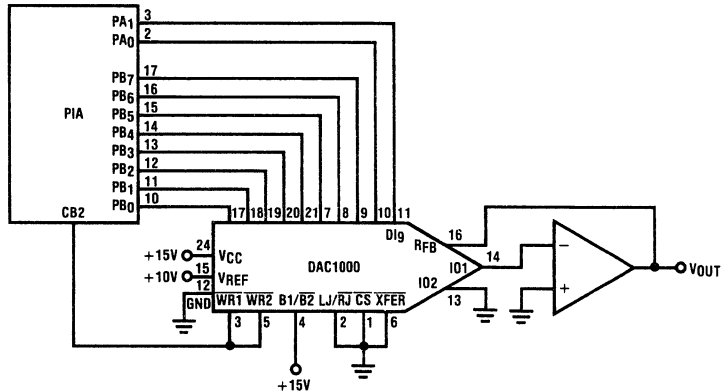 PA1 3
PA0 2
PB7 17
PB6 16
PIA PB5 15
PB4 14
PB3 13
PB2 12
PB1 11
PB0 10
CB2
17 18 19 20 21 7 8 9 10 11
DI9
RFB 16
+15V 24 VCC
DAC1000
IO1 14
+10V 15 VREF
12 GND
IO2 13
WR1 WR2 B1/B2 LJ/RJ CS XFER
3 5 4 2 1 6
+15V
−
+
VOUT